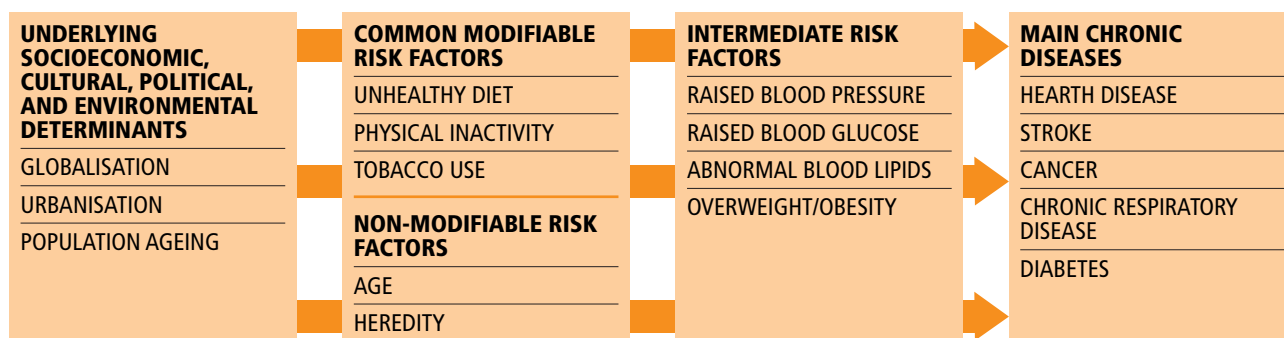 UNDERLYING
SOCIOECONOMIC,
CULTURAL, POLITICAL,
AND ENVIRONMENTAL
DETERMINANTS
GLOBALISATION
URBANISATION
POPULATION AGEING
COMMON MODIFIABLE
RISK FACTORS
UNHEALTHY DIET
PHYSICAL INACTIVITY
TOBACCO USE
NON-MODIFIABLE RISK
FACTORS
AGE
HEREDITY
INTERMEDIATE RISK
FACTORS
RAISED BLOOD PRESSURE
RAISED BLOOD GLUCOSE
ABNORMAL BLOOD LIPIDS
OVERWEIGHT/OBESITY
MAIN CHRONIC
DISEASES
HEARTH DISEASE
STROKE
CANCER
CHRONIC RESPIRATORY
DISEASE
DIABETES